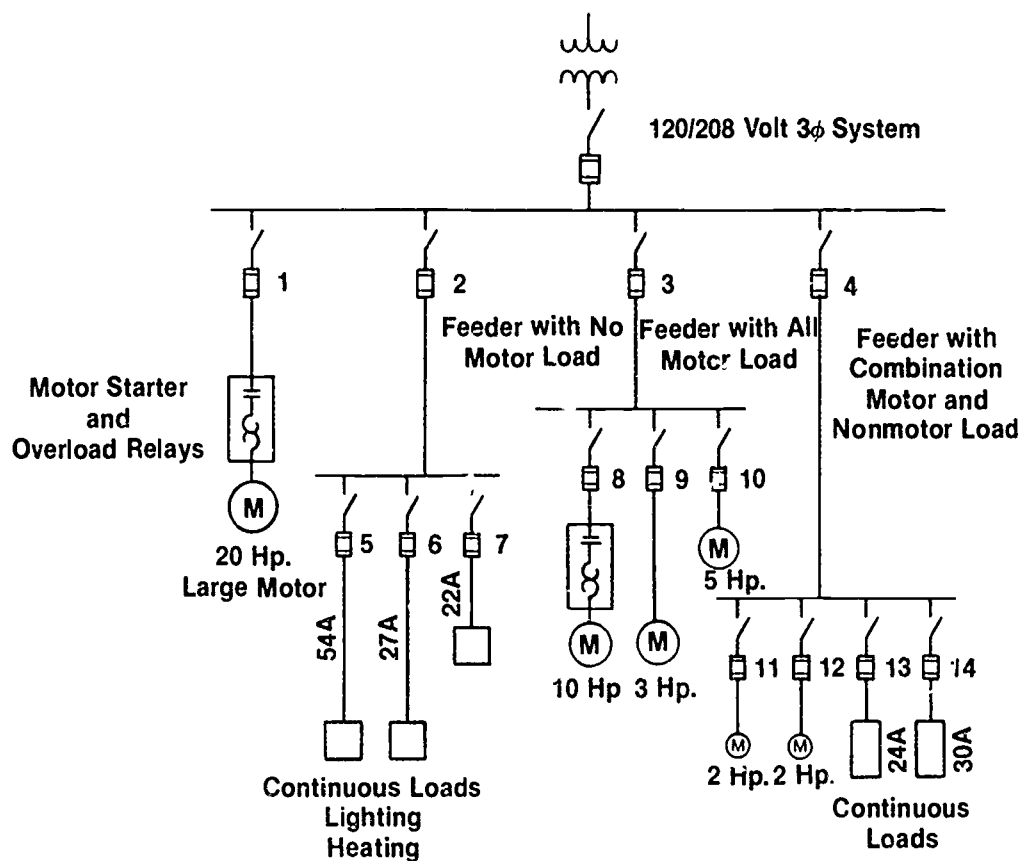 120/208 Volt 3φ System
1
2
3
4
Feeder with No
Motor Load
Feeder with All
Motor Load
Feeder with
Combination
Motor and
Nonmotor Load
Motor Starter
and
Overload Relays
M
20 Hp.
Large Motor
5
6
7
54A
27A
22A
Continuous Loads
Lighting
Heating
8
9
10
M
5 Hp.
M
10 Hp
M
3 Hp.
11
12
13
14
M
2 Hp.
M
2 Hp.
24A
30A
Continuous
Loads